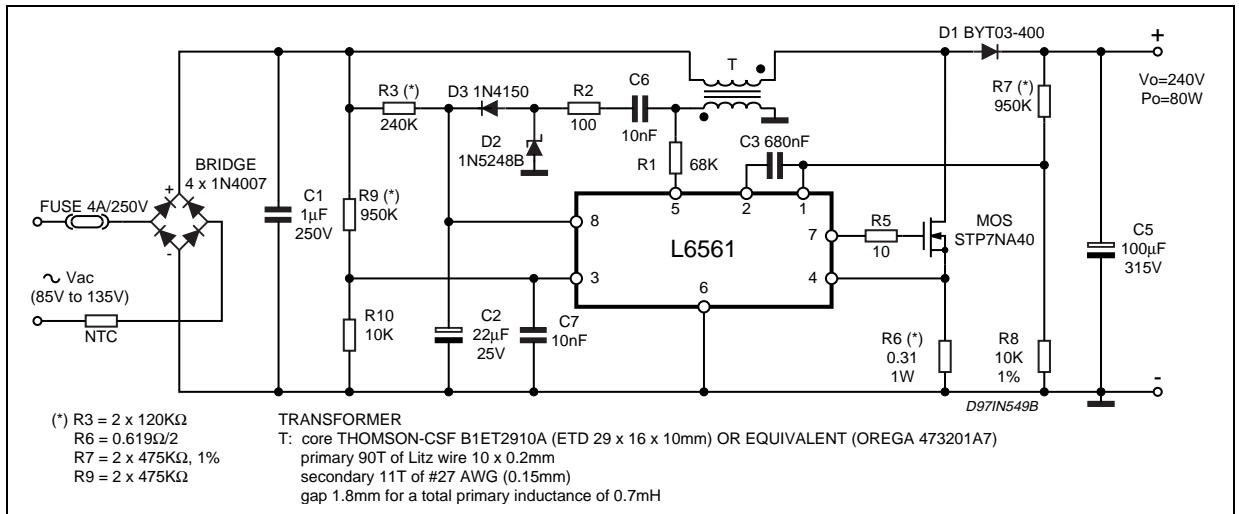 D1 BYT03-400
+
T
Vo=240V
Po=80W
R3 (*)
240K
D3 1N4150
R2
100
C6
10nF
R7 (*)
950K
D2
1N5248B
C3 680nF
R1
68K
BRIDGE
4 x 1N4007
+
-
FUSE 4A/250V
C1
1µF
250V
R9 (*)
950K
5
2
1
8
7
R5
10
MOS
STP7NA40
C5
100µF
315V
L6561
3
6
4
~ Vac
(85V to 135V)
NTC
R10
10K
C2
22µF
25V
C7
10nF
R6 (*)
0.31
1W
R8
10K
1%
-
D97IN549B
(*) R3 = 2 x 120KΩ
R6 = 0.619Ω/2
R7 = 2 x 475KΩ, 1%
R9 = 2 x 475KΩ
TRANSFORMER
T: core THOMSON-CSF B1ET2910A (ETD 29 x 16 x 10mm) OR EQUIVALENT (OREGA 473201A7)
primary 90T of Litz wire 10 x 0.2mm
secondary 11T of #27 AWG (0.15mm)
gap 1.8mm for a total primary inductance of 0.7mH